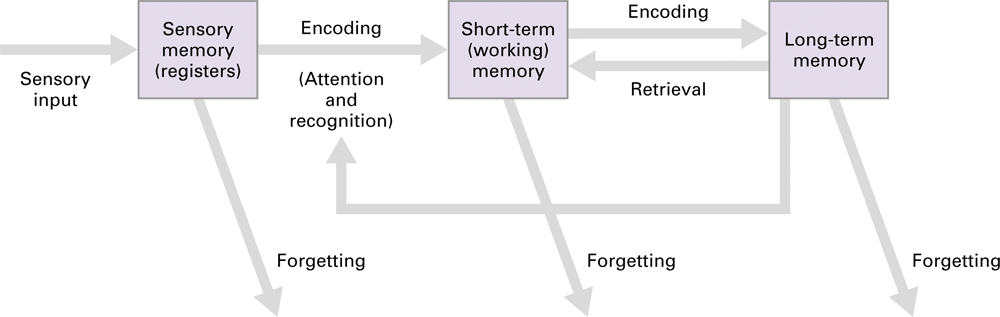 Sensory
input
Sensory
memory
(registers)
Encoding
(Attention
and
recognition)
Short-term
(working)
memory
Encoding
Retrieval
Long-term
memory
Forgetting
Forgetting
Forgetting